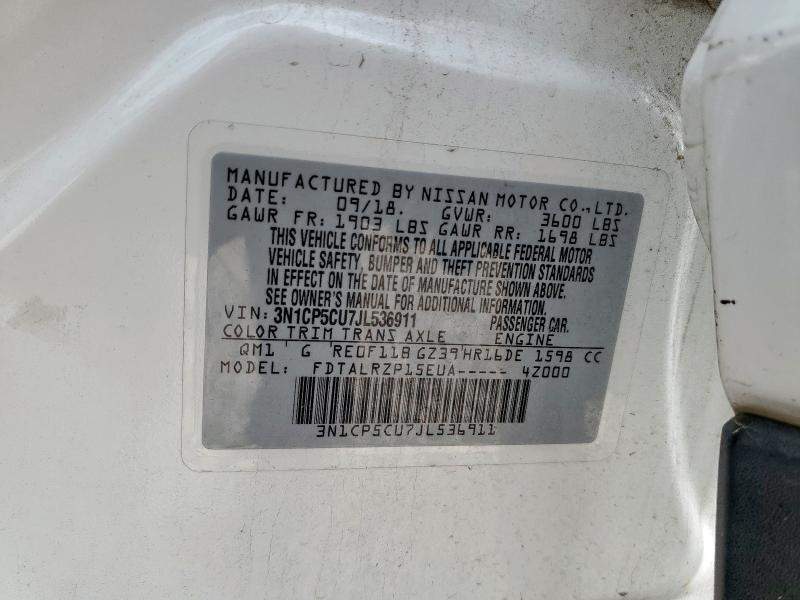 MANUFACTURED BY NISSAN MOTOR CO., LTD.
DATE: 09/18. GVWR: 3600 LBS
GAWR FR: 1903 LBS GAWR RR: 1698 LBS
THIS VEHICLE CONFORMS TO ALL APPLICABLE FEDERAL MOTOR
VEHICLE SAFETY, BUMPER AND THEFT PREVENTION STANDARDS
IN EFFECT ON THE DATE OF MANUFACTURE SHOWN ABOVE.
SEE OWNER'S MANUAL FOR ADDITIONAL INFORMATION.
VIN: 3N1CP5CU7JL536911 PASSENGER CAR.
COLOR TRIM TRANS AXLE ENGINE
QM1 G RE0F11B GZ39 HR16DE 1598 CC
MODEL: FDTALRZP15EUA----- 4Z000
3N1CP5CU7JL536911